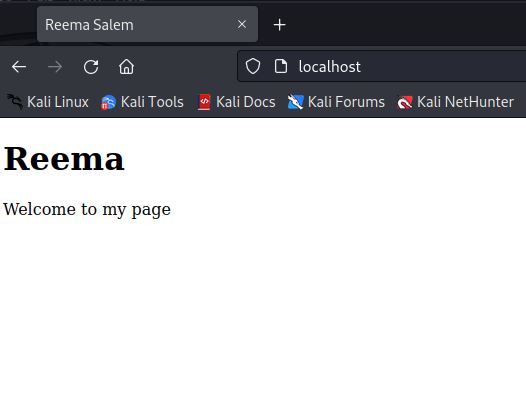 Reema Salem
localhost
Kali Linux Kali Tools Kali Docs Kali Forums Kali NetHunter
Reema
Welcome to my page